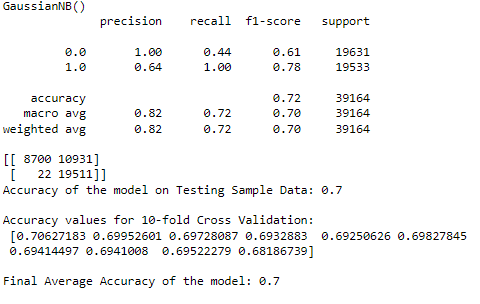 GaussianNB()
precision recall f1-score support
0.0 1.00 0.44 0.61 19631
1.0 0.64 1.00 0.78 19533
accuracy 0.72 39164
macro avg 0.82 0.72 0.70 39164
weighted avg 0.82 0.72 0.70 39164
[[ 8700 10931]
[ 22 19511]]
Accuracy of the model on Testing Sample Data: 0.7
Accuracy values for 10-fold Cross Validation:
[0.70627183 0.69952601 0.69728087 0.6932883 0.69250626 0.69827845
0.69414497 0.6941008 0.69522279 0.68186739]
Final Average Accuracy of the model: 0.7